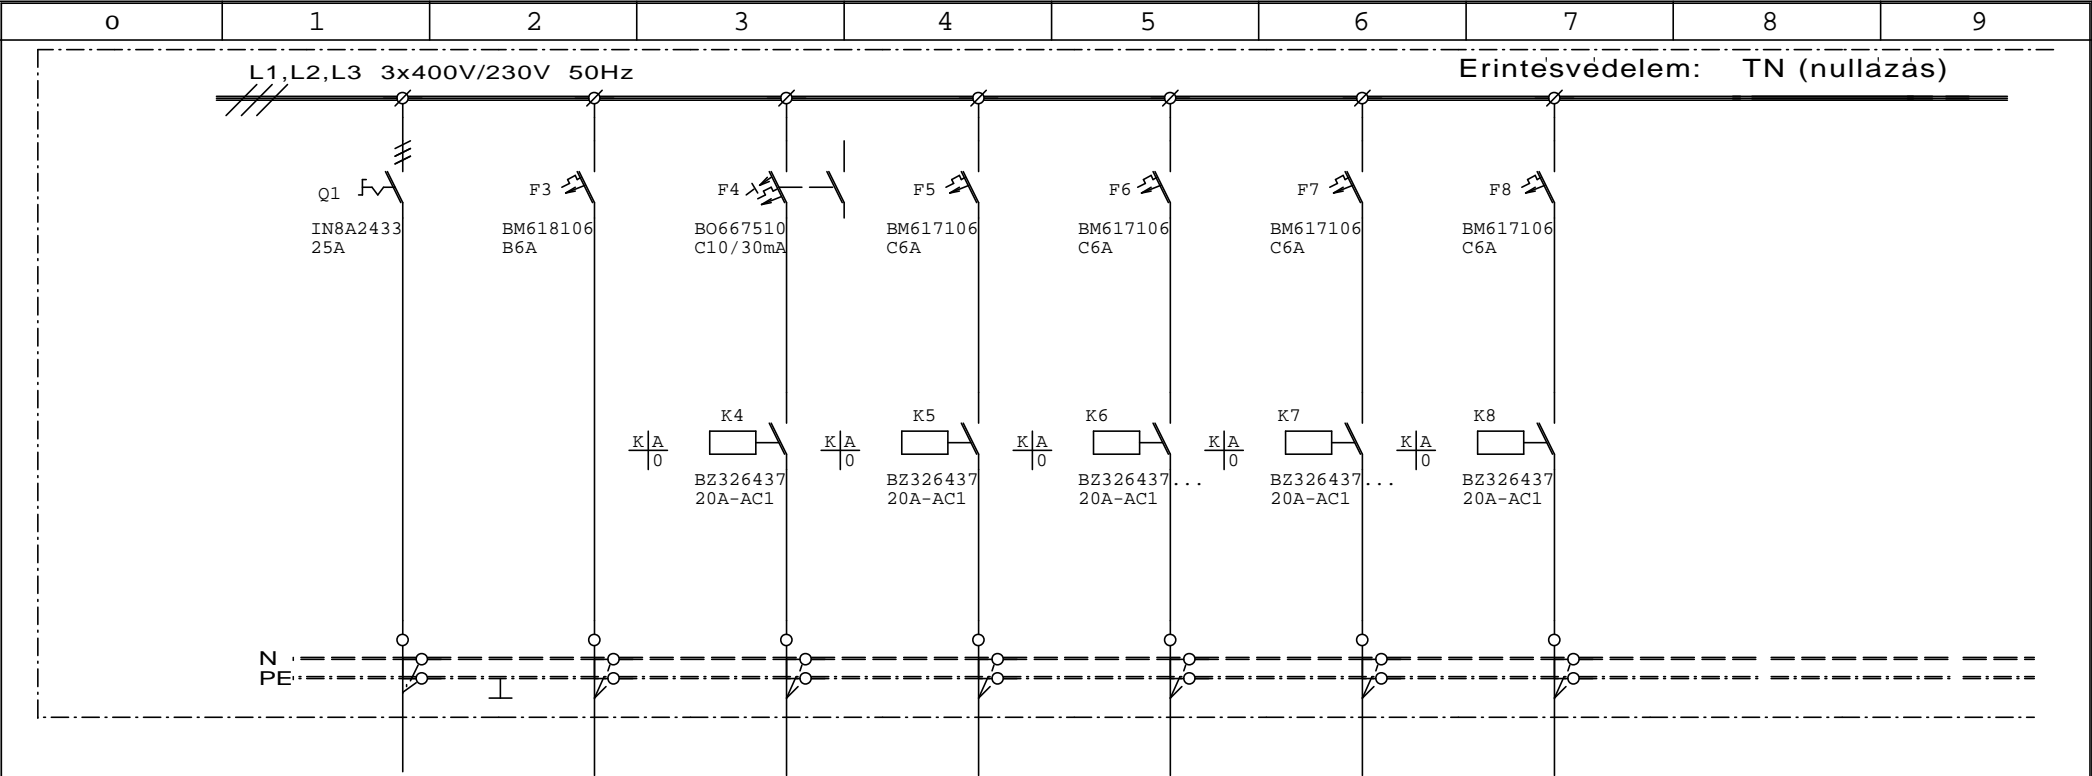 o 1 2 3 4 5 6 7 8 9
L1,L2,L3 3x400V/230V 50Hz Érintésvédelem: TN (nullázás)
Q1 F3 F4 F5 F6 F7 F8
IN8A2433 BM618106 BO667510 BM617106 BM617106 BM617106 BM617106
25A B6A C10/30mA C6A C6A C6A C6A
K4 K5 K6 K7 K8
K A K A K A K A K A
0 0 0 0 0
BZ326437 BZ326437 BZ326437... BZ326437... BZ326437
20A-AC1 20A-AC1 20A-AC1 20A-AC1 20A-AC1
N
PE